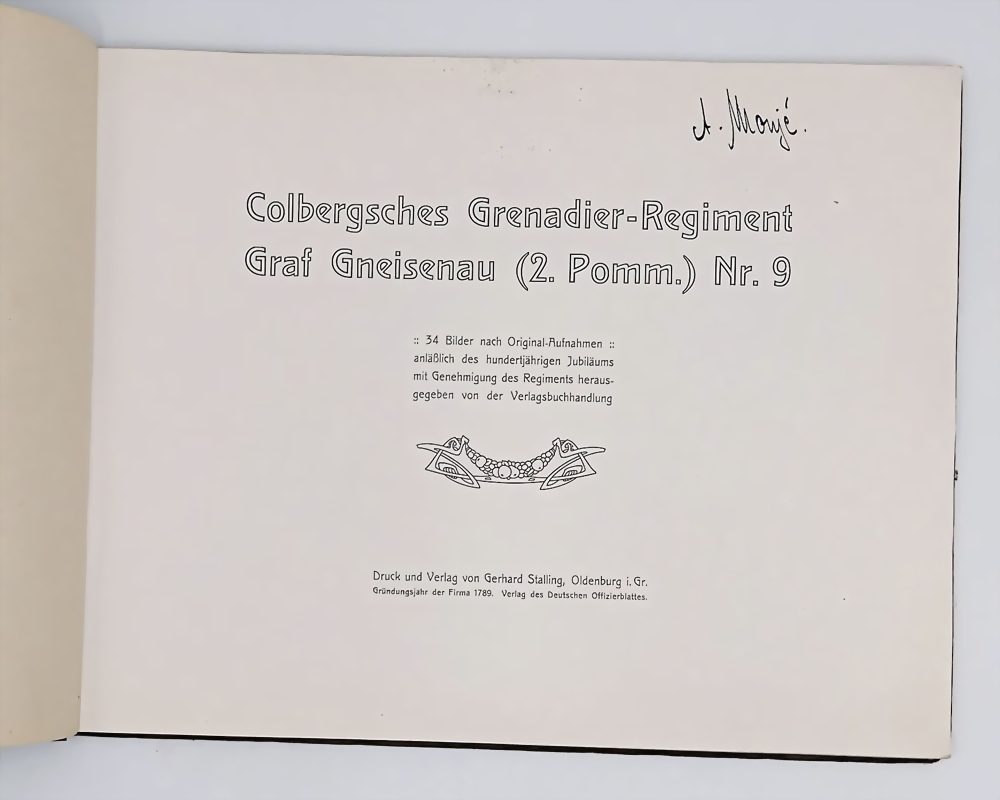 A. Monjé.
Colbergsches Grenadier-Regiment
Graf Gneisenau (2. Pomm.) Nr. 9
:: 34 Bilder nach Original-Aufnahmen ::
anläßlich des hundertjährigen Jubiläums
mit Genehmigung des Regiments heraus-
gegeben von der Verlagsbuchhandlung
Druck und Verlag von Gerhard Stalling, Oldenburg i. Gr.
Gründungsjahr der Firma 1789. Verlag des Deutschen Offizierblattes.